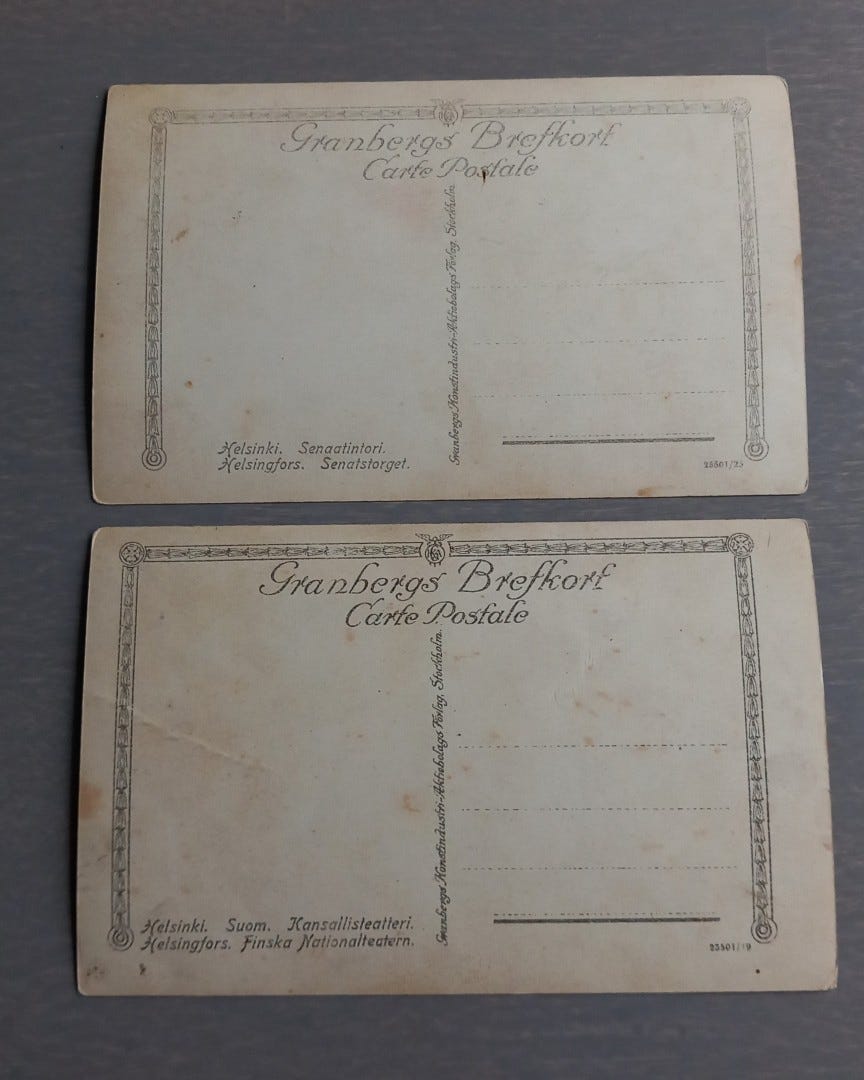 Granbergs Brefkort
Carte Postale
Granbergs Konstindustri-Aktiebolags Förlag, Stockholm.
Helsinki. Senaatintori.
Helsingfors. Senatstorget.
25501/25
Granbergs Brefkort
Carte Postale
Granbergs Konstindustri-Aktiebolags Förlag, Stockholm.
Helsinki. Suom. Kansallisteatteri.
Helsingfors. Finska Nationalteatern.
25501/19